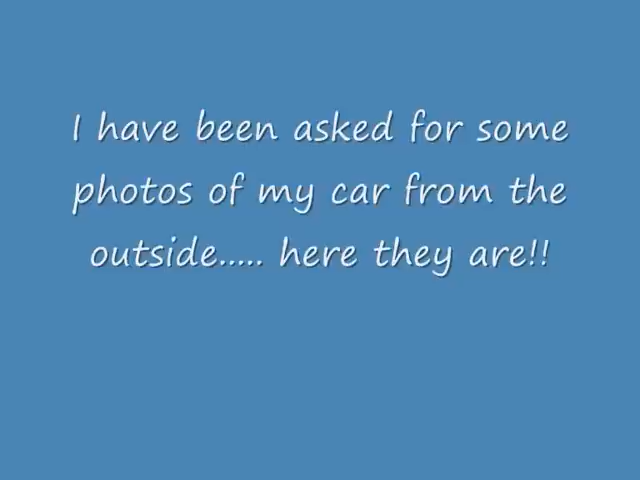 I have been asked for some
photos of my car from the
outside..... here they are!!